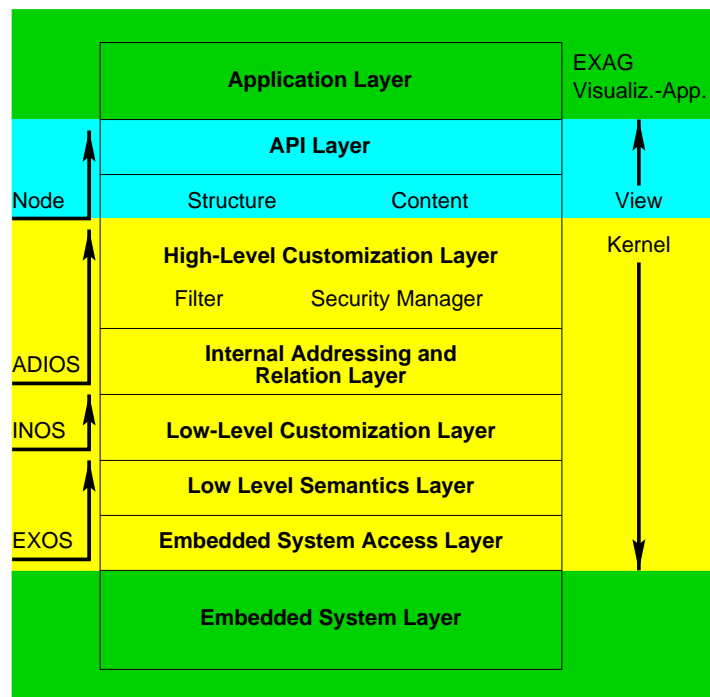 Application Layer
EXAG
Visualiz.-App.
API Layer
Node
Structure
Content
View
High-Level Customization Layer
Kernel
Filter
Security Manager
ADIOS
Internal Addressing and
Relation Layer
INOS
Low-Level Customization Layer
Low Level Semantics Layer
EXOS
Embedded System Access Layer
Embedded System Layer